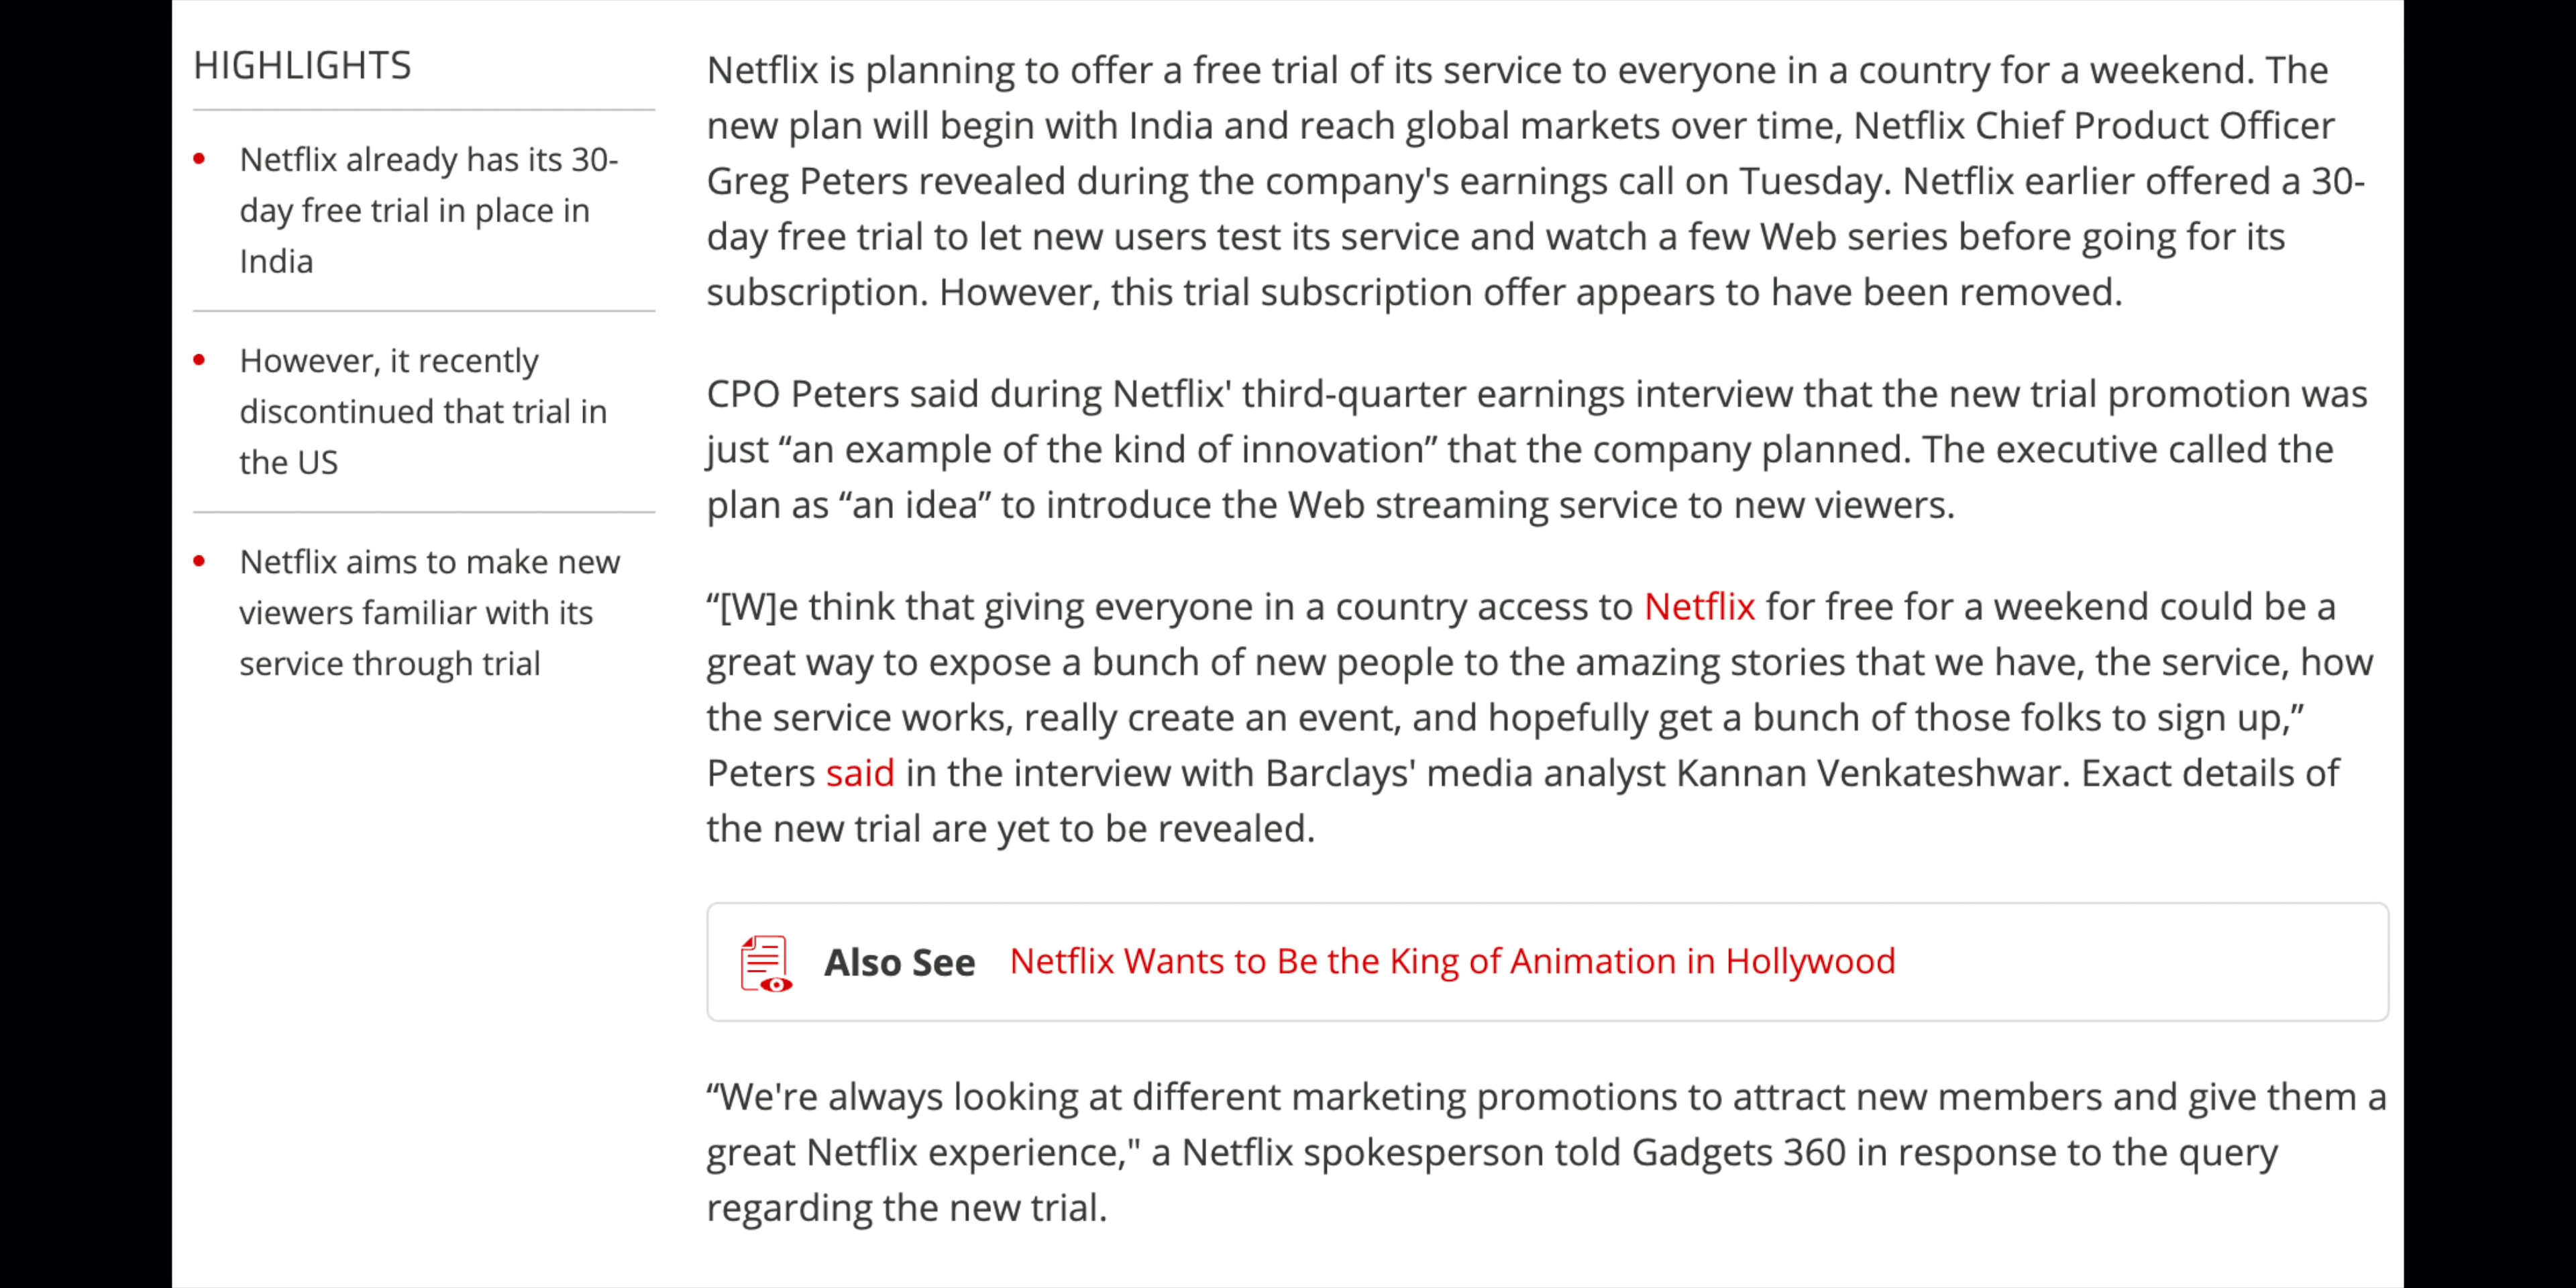 HIGHLIGHTS
Netflix already has its 30-
day free trial in place in
India
However, it recently
discontinued that trial in
the US
Netflix aims to make new
viewers familiar with its
service through trial
Netflix is planning to offer a free trial of its service to everyone in a country for a weekend. The
new plan will begin with India and reach global markets over time, Netflix Chief Product Officer
Greg Peters revealed during the company's earnings call on Tuesday. Netflix earlier offered a 30-
day free trial to let new users test its service and watch a few Web series before going for its
subscription. However, this trial subscription offer appears to have been removed.
CPO Peters said during Netflix' third-quarter earnings interview that the new trial promotion was
just “an example of the kind of innovation” that the company planned. The executive called the
plan as “an idea” to introduce the Web streaming service to new viewers.
“[W]e think that giving everyone in a country access to Netflix for free for a weekend could be a
great way to expose a bunch of new people to the amazing stories that we have, the service, how
the service works, really create an event, and hopefully get a bunch of those folks to sign up,”
Peters said in the interview with Barclays' media analyst Kannan Venkateshwar. Exact details of
the new trial are yet to be revealed.
Also See Netflix Wants to Be the King of Animation in Hollywood
“We're always looking at different marketing promotions to attract new members and give them a
great Netflix experience," a Netflix spokesperson told Gadgets 360 in response to the query
regarding the new trial.